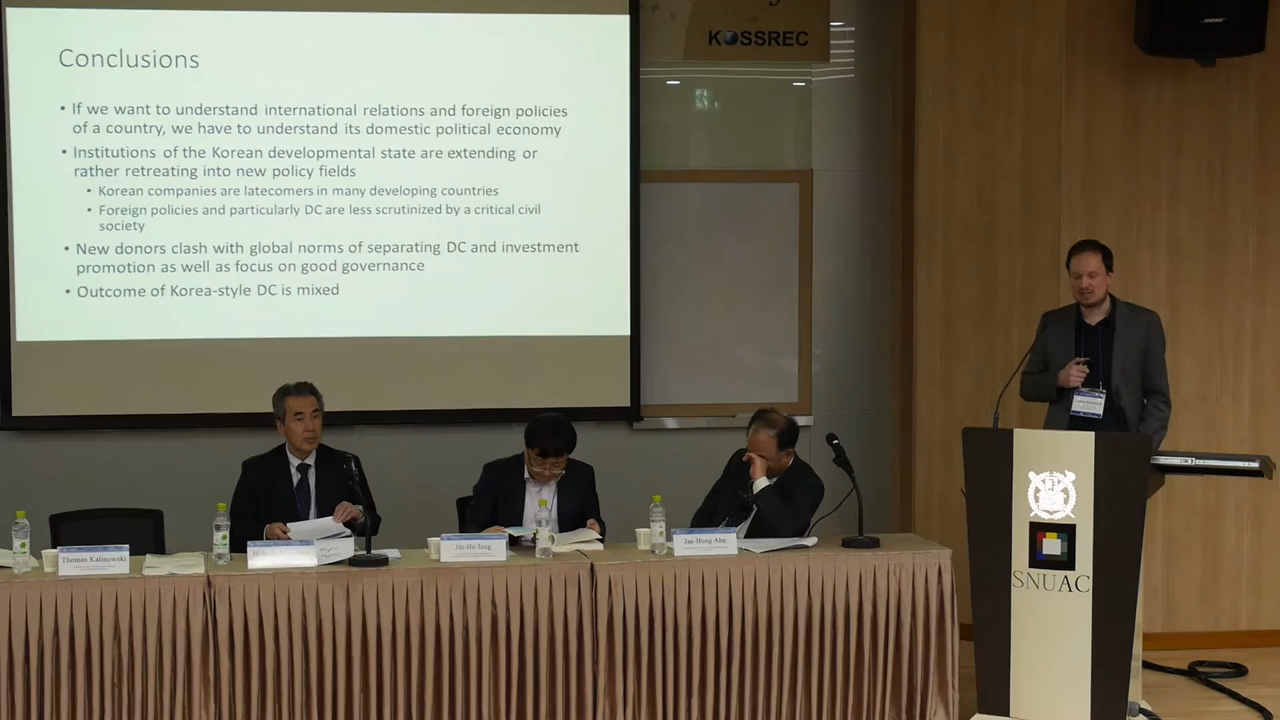 KOSSREC
BOSE
Conclusions
• If we want to understand international relations and foreign policies
of a country, we have to understand its domestic political economy
• Institutions of the Korean developmental state are extending or
rather retreating into new policy fields
• Korean companies are latecomers in many developing countries
• Foreign policies and particularly DC are less scrutinized by a critical civil
society
• New donors clash with global norms of separating DC and investment
promotion as well as focus on good governance
• Outcome of Korea-style DC is mixed
Thomas Kalinowski
Jin-Ho Jang
Jae-Hung Ahn
SNUAC